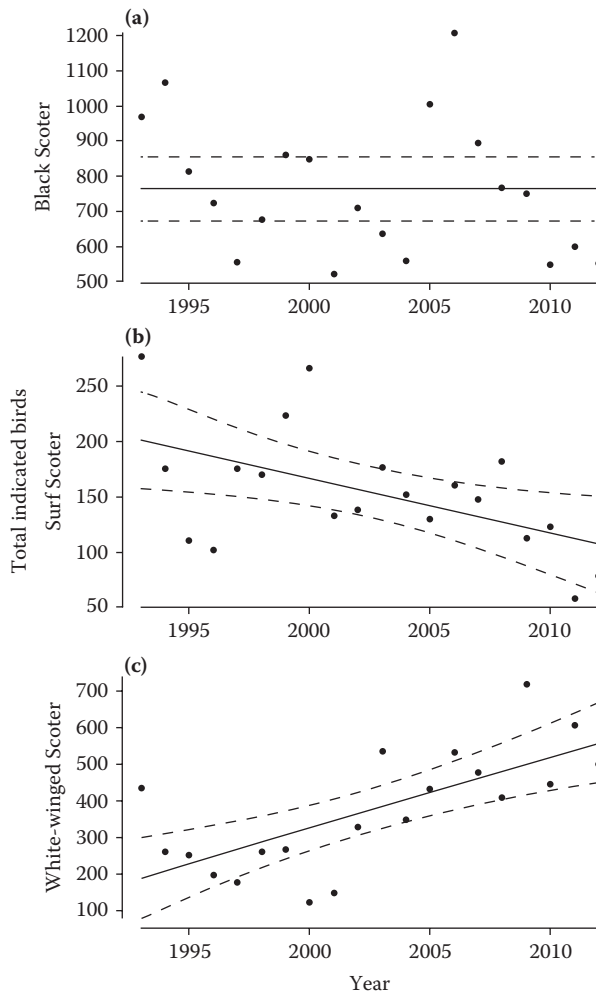 (a)
1200
1100
1000
900
800
700
600
500
Black Scoter
1995 2000 2005 2010
(b)
250
200
150
100
50
Total indicated birds
Surf Scoter
1995 2000 2005 2010
(c)
700
600
500
400
300
200
100
White-winged Scoter
1995 2000 2005 2010
Year